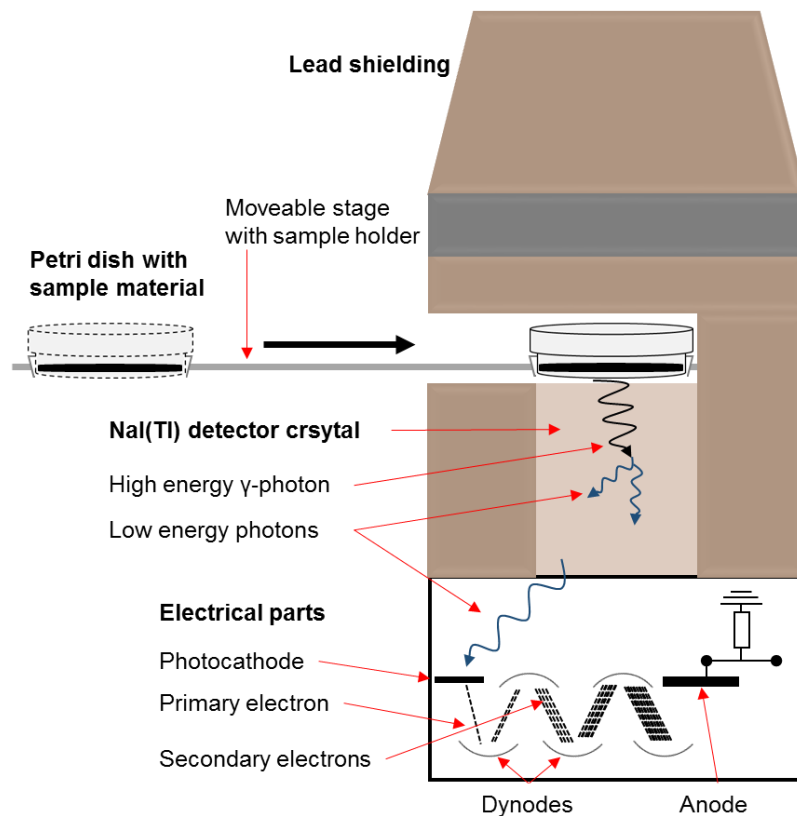 Lead shielding
Moveable stage
with sample holder
Petri dish with
sample material
NaI(Tl) detector crsytal
High energy γ-photon
Low energy photons
Electrical parts
Photocathode
Primary electron
Secondary electrons
Dynodes
Anode